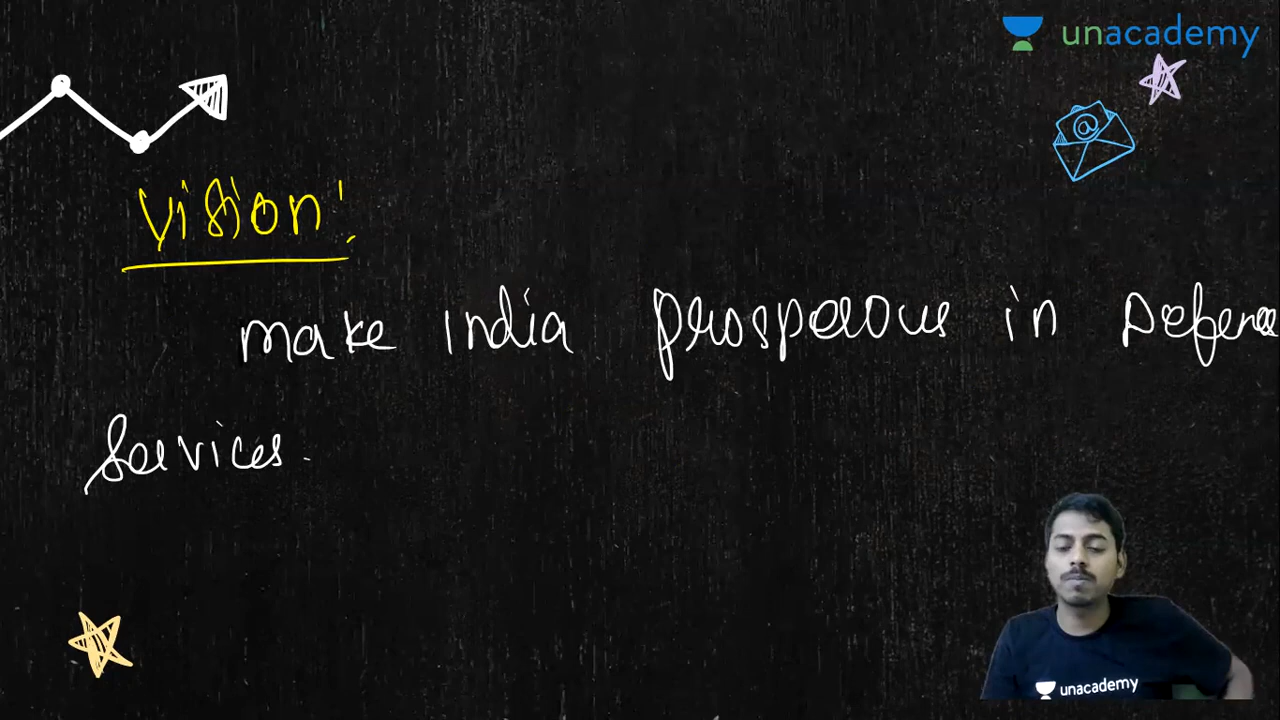 unacademy
@
Vision:
make India prosperous in Defence
Services.
unacademy